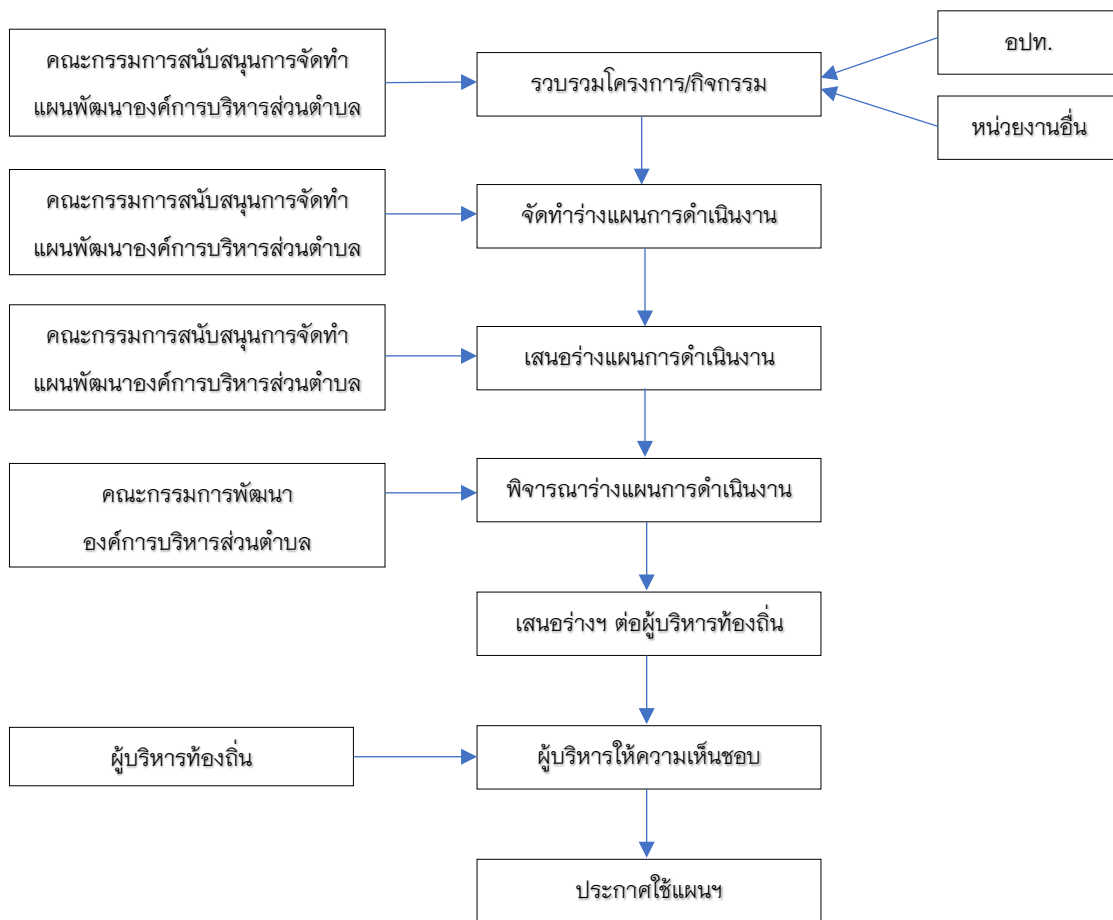 อปท.
คณะกรรมการสนับสนุนการจัดทำ
แผนพัฒนาองค์การบริหารส่วนตำบล
รวบรวมโครงการ/กิจกรรม
หน่วยงานอื่น
คณะกรรมการสนับสนุนการจัดทำ
แผนพัฒนาองค์การบริหารส่วนตำบล
จัดทำร่างแผนการดำเนินงาน
คณะกรรมการสนับสนุนการจัดทำ
แผนพัฒนาองค์การบริหารส่วนตำบล
เสนอร่างแผนการดำเนินงาน
คณะกรรมการพัฒนา
องค์การบริหารส่วนตำบล
พิจารณาร่างแผนการดำเนินงาน
เสนอร่างฯ ต่อผู้บริหารท้องถิ่น
ผู้บริหารท้องถิ่น
ผู้บริหารให้ความเห็นชอบ
ประกาศใช้แผนฯ